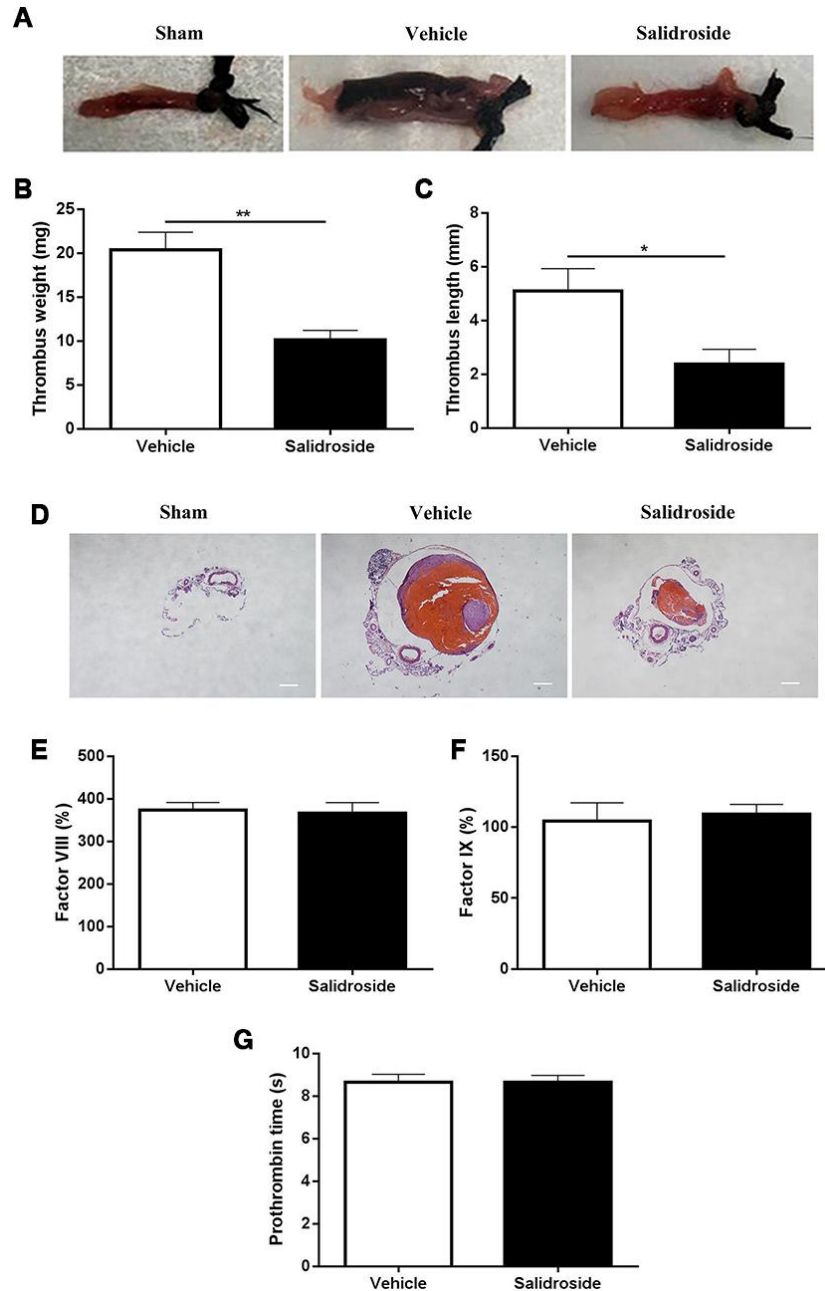 A
Sham Vehicle Salidroside
B
Thrombus weight (mg)
25
20
15
10
5
0
**
Vehicle Salidroside
C
Thrombus length (mm)
8
6
4
2
0
*
Vehicle Salidroside
D
Sham Vehicle Salidroside
E
Factor VIII (%)
500
400
300
200
100
0
Vehicle Salidroside
F
Factor IX (%)
150
100
50
0
Vehicle Salidroside
G
Prothrombin time (s)
10
8
6
4
2
0
Vehicle Salidroside